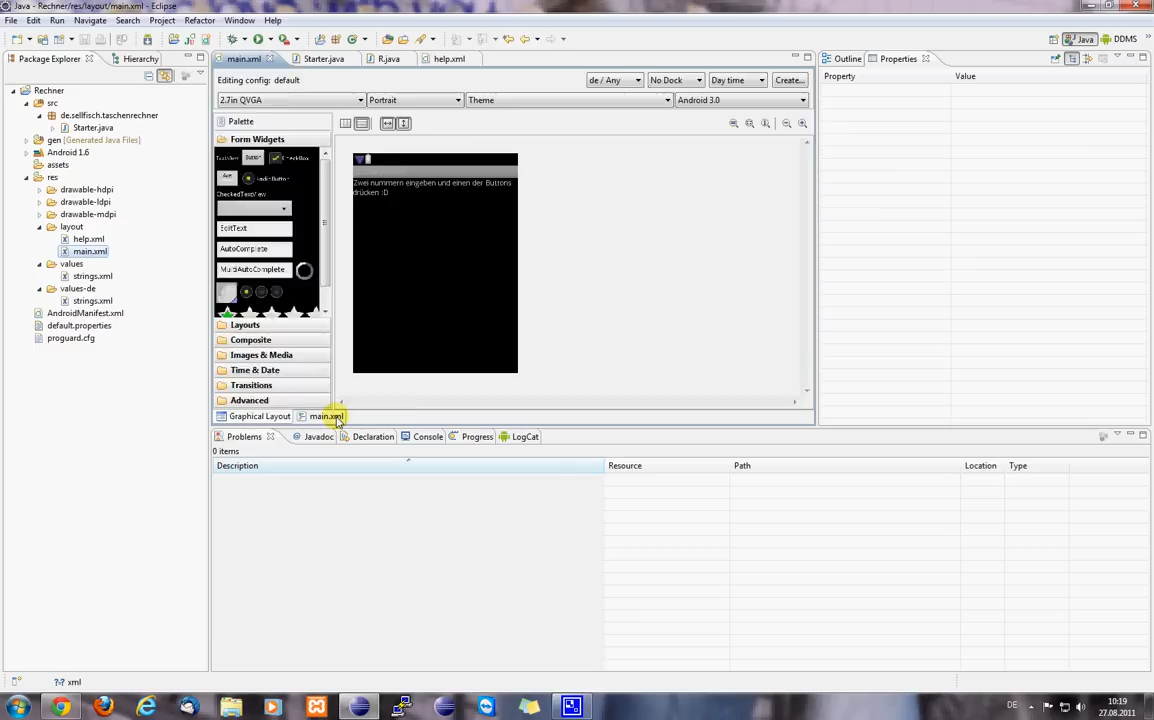 Java - Rechner/res/layout/main.xml - Eclipse
File Edit Run Navigate Search Project Refactor Window Help
Java DDMS
Package Explorer Hierarchy
main.xml Starter.java R.java help.xml
Outline Properties
Editing config: default
de / Any No Dock Day time Create...
Property Value
2.7in QVGA Portrait Theme Android 3.0
Rechner
src
de.sellfisch.taschenrechner
Starter.java
gen [Generated Java Files]
Android 1.6
assets
res
drawable-hdpi
drawable-ldpi
drawable-mdpi
layout
help.xml
main.xml
values
strings.xml
values-de
strings.xml
AndroidManifest.xml
default.properties
proguard.cfg
Palette
Form Widgets
Button CheckBox
RadioButton
CheckedTextView
EditText
AutoComplete
MultiAutoComplete
Layouts
Composite
Images & Media
Time & Date
Transitions
Advanced
Zwei nummern eingeben und einen der Buttons
drücken :D
Graphical Layout main.xml
Problems Javadoc Declaration Console Progress LogCat
0 items
Description Resource Path Location Type
xml
DE
10:19
27.08.2011